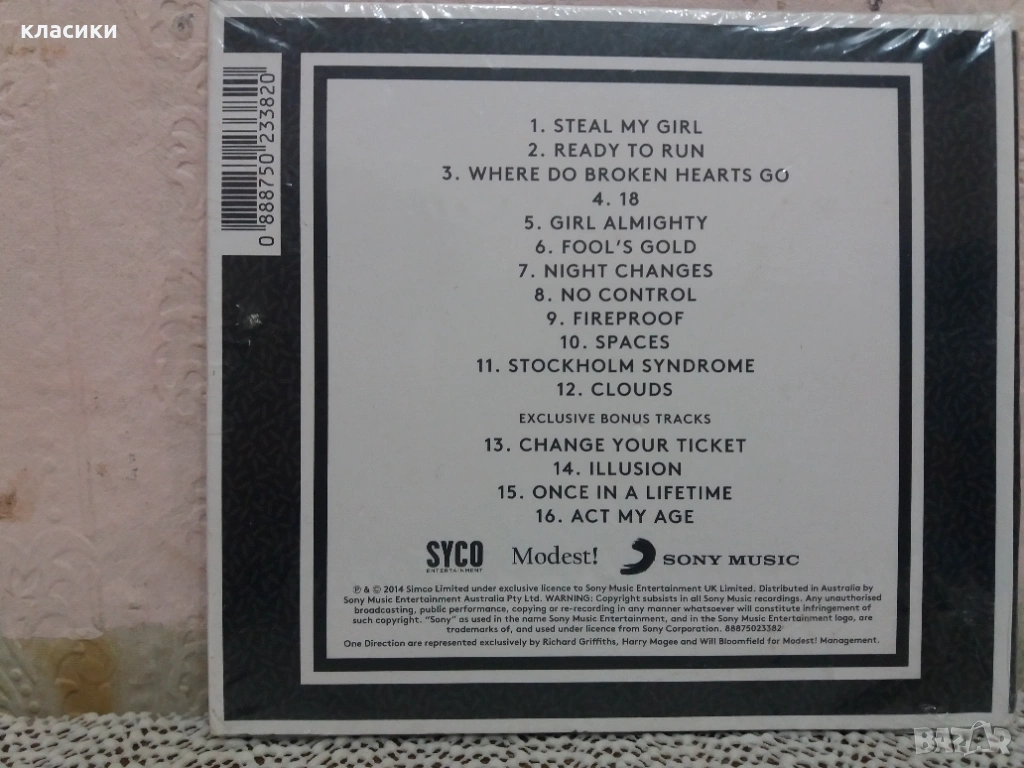 класики
0 888750 233820
1. STEAL MY GIRL
2. READY TO RUN
3. WHERE DO BROKEN HEARTS GO
4. 18
5. GIRL ALMIGHTY
6. FOOL'S GOLD
7. NIGHT CHANGES
8. NO CONTROL
9. FIREPROOF
10. SPACES
11. STOCKHOLM SYNDROME
12. CLOUDS
EXCLUSIVE BONUS TRACKS
13. CHANGE YOUR TICKET
14. ILLUSION
15. ONCE IN A LIFETIME
16. ACT MY AGE
SYCO
ENTERTAINMENT
Modest!
SONY MUSIC
℗ & © 2014 Simco Limited under exclusive licence to Sony Music Entertainment UK Limited. Distributed in Australia by
Sony Music Entertainment Australia Pty Ltd. WARNING: Copyright subsists in all Sony Music recordings. Any unauthorised
broadcasting, public performance, copying or re-recording in any manner whatsoever will constitute infringement of
such copyright. "Sony" as used in the name Sony Music Entertainment, and in the Sony Music Entertainment logo, are
trademarks of, and used under licence from Sony Corporation. 88875023382
One Direction are represented exclusively by Richard Griffiths, Harry Magee and Will Bloomfield for Modest! Management.
BAZAR